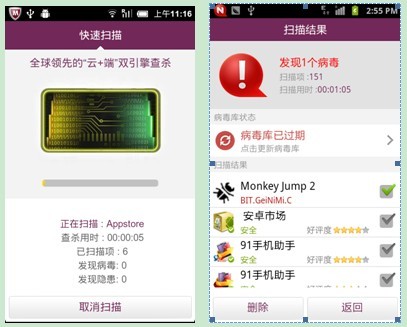 上午11:16
快速扫描
全球领先的“云+端”双引擎查杀
正在扫描 : Appstore
查杀用时 : 00:00:05
已扫描项 : 6
发现病毒: 0
发现隐患: 0
取消扫描
2:55 PM
扫描结果
发现1个病毒
扫描项 :151
扫描用时 :00:01:05
病毒库状态
病毒库已过期
点击更新病毒库
扫描结果
Monkey Jump 2
BIT.GeiNiMi.C
安卓市场
安全 好评度
91手机助手
安全 好评度
91手机助手
安全 好评度
删除 返回